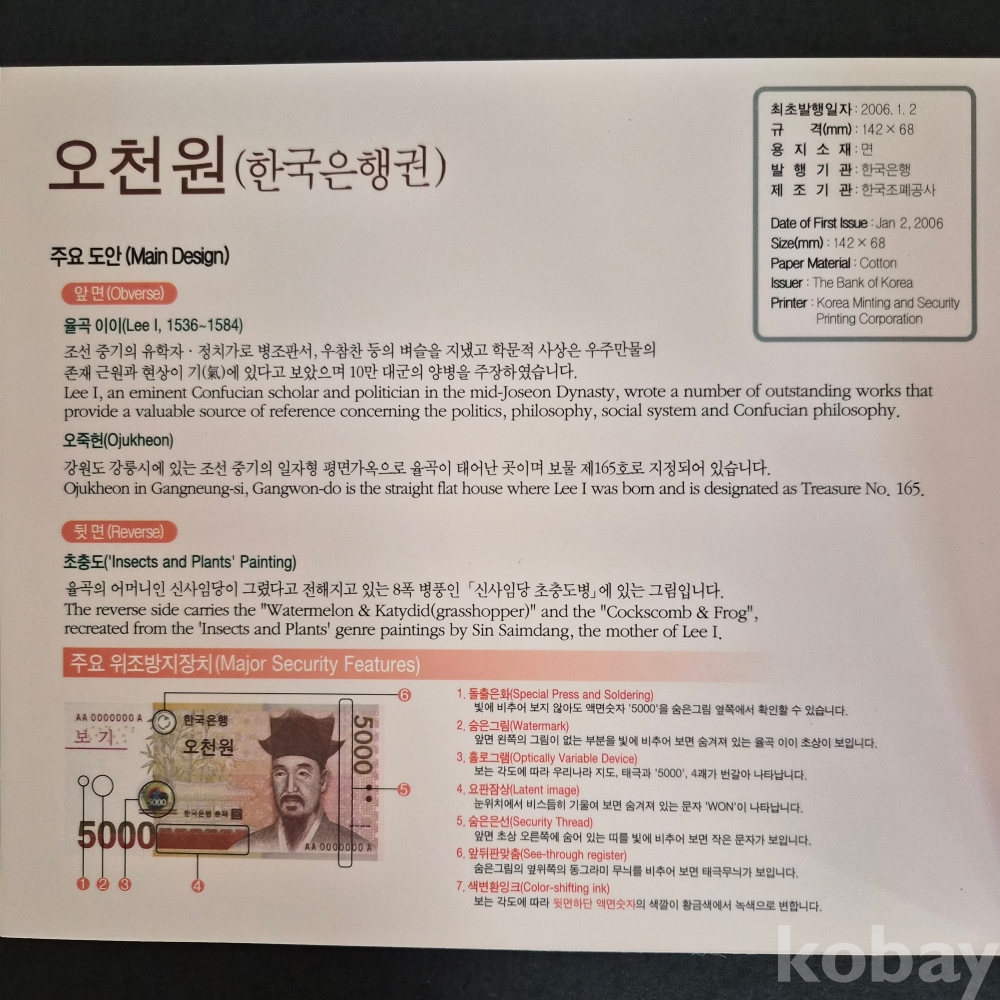 오천원(한국은행권)
최초발행일자 : 2006. 1. 2
규 격(mm) : 142 × 68
용 지 소 재 : 면
발 행 기 관 : 한국은행
제 조 기 관 : 한국조폐공사
Date of First Issue : Jan 2, 2006
Size(mm) : 142 × 68
Paper Material : Cotton
Issuer : The Bank of Korea
Printer : Korea Minting and Security
Printing Corporation
주요 도안 (Main Design)
앞 면 (Obverse)
율곡 이이(Lee I, 1536~1584)
조선 중기의 유학자 · 정치가로 병조판서, 우참찬 등의 벼슬을 지냈고 학문적 사상은 우주만물의
존재 근원과 현상이 기(氣)에 있다고 보았으며 10만 대군의 양병을 주장하였습니다.
Lee I, an eminent Confucian scholar and politician in the mid-Joseon Dynasty, wrote a number of outstanding works that
provide a valuable source of reference concerning the politics, philosophy, social system and Confucian philosophy.
오죽헌(Ojukheon)
강원도 강릉시에 있는 조선 중기의 일자형 평면가옥으로 율곡이 태어난 곳이며 보물 제165호로 지정되어 있습니다.
Ojukheon in Gangneung-si, Gangwon-do is the straight flat house where Lee I was born and is designated as Treasure No. 165.
뒷 면 (Reverse)
초충도('Insects and Plants' Painting)
율곡의 어머니인 신사임당이 그렸다고 전해지고 있는 8폭 병풍인 「신사임당 초충도병」에 있는 그림입니다.
The reverse side carries the "Watermelon & Katydid(grasshopper)" and the "Cockscomb & Frog",
recreated from the 'Insects and Plants' genre paintings by Sin Saimdang, the mother of Lee I.
주요 위조방지장치(Major Security Features)
AA 0000000 A
보 기
한국은행
오천원
5000
5000
한국은행 총재
5000
AA 0000000 A
1
2
3
4
5
6
1. 돌출은화(Special Press and Soldering)
빛에 비추어 보지 않아도 액면숫자 '5000'을 숨은그림 옆쪽에서 확인할 수 있습니다.
2. 숨은그림(Watermark)
앞면 왼쪽의 그림이 없는 부분을 빛에 비추어 보면 숨겨져 있는 율곡 이이 초상이 보입니다.
3. 홀로그램(Optically Variable Device)
보는 각도에 따라 우리나라 지도, 태극과 '5000', 4괘가 번갈아 나타납니다.
4. 요판잠상(Latent image)
눈위치에서 비스듬히 기울여 보면 숨겨져 있는 문자 'WON'이 나타납니다.
5. 숨은은선(Security Thread)
앞면 초상 오른쪽에 숨어 있는 띠를 빛에 비추어 보면 작은 문자가 보입니다.
6. 앞뒤판맞춤(See-through register)
숨은그림의 옆위쪽의 동그라미 무늬를 비추어 보면 태극무늬가 보입니다.
7. 색변환잉크(Color-shifting ink)
보는 각도에 따라 뒷면하단 액면숫자의 색깔이 황금색에서 녹색으로 변합니다.
kobay